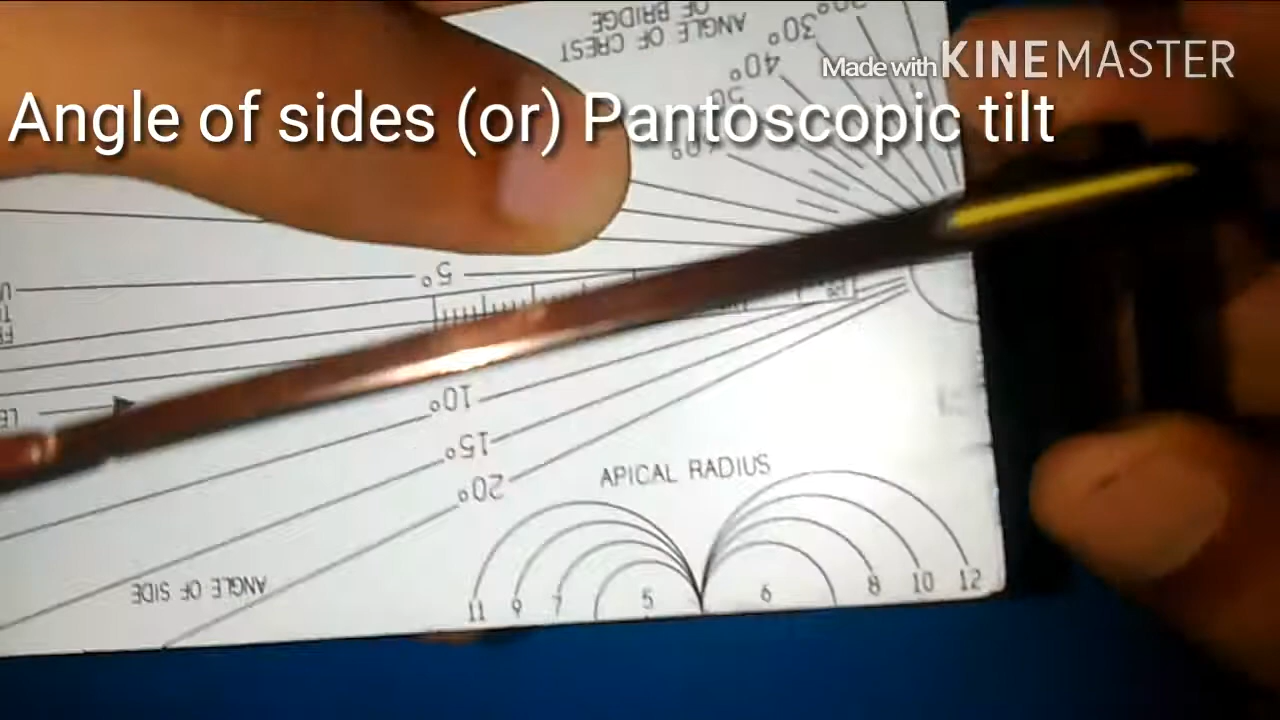 ANGLE OF CREST
OF BRIDGE
30°
40°
50°
Made with KINEMASTER
Angle of sides (or) Pantoscopic tilt
5°
10°
15°
20°
APICAL RADIUS
ANGLE OF SIDE
11 9 7 5 6 8 10 12